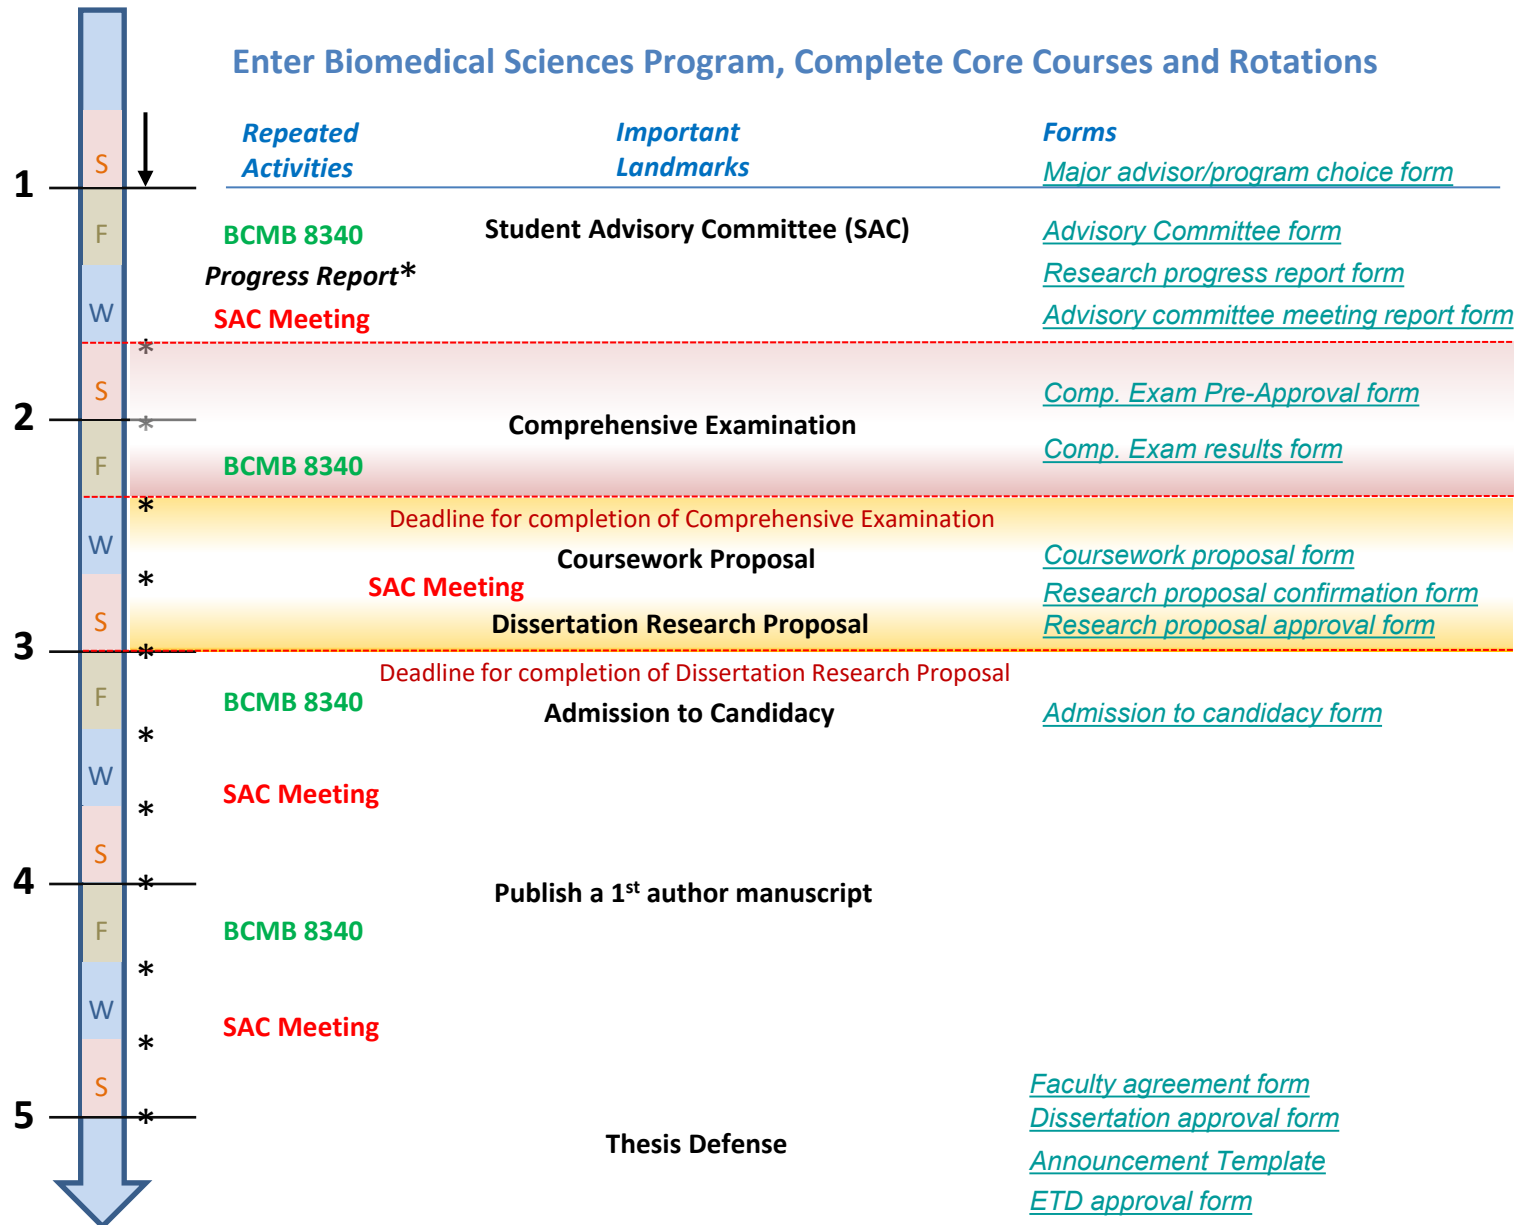 Enter Biomedical Sciences Program, Complete Core Courses and Rotations
Repeated Activities
Important Landmarks
Forms
S
Major advisor/program choice form
1
F
BCMB 8340
Student Advisory Committee (SAC)
Advisory Committee form
Progress Report*
Research progress report form
W
SAC Meeting
Advisory committee meeting report form
*
S
Comp. Exam Pre-Approval form
2
*
Comprehensive Examination
Comp. Exam results form
F
BCMB 8340
*
Deadline for completion of Comprehensive Examination
W
Coursework Proposal
Coursework proposal form
*
SAC Meeting
Research proposal confirmation form
S
Dissertation Research Proposal
Research proposal approval form
3
*
Deadline for completion of Dissertation Research Proposal
F
BCMB 8340
Admission to Candidacy
Admission to candidacy form
*
W
SAC Meeting
*
S
4
*
Publish a 1st author manuscript
F
BCMB 8340
*
W
SAC Meeting
*
S
Faculty agreement form
5
*
Dissertation approval form
Thesis Defense
Announcement Template
ETD approval form